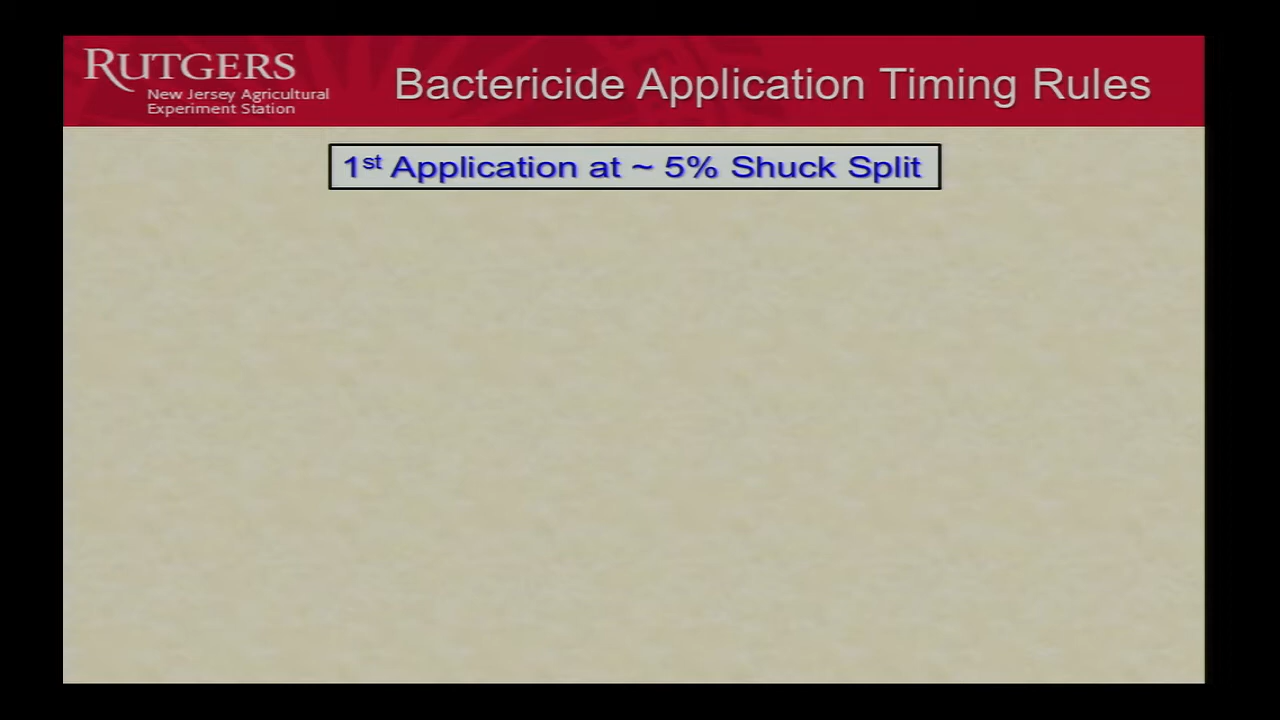 RUTGERS
New Jersey Agricultural
Experiment Station
Bactericide Application Timing Rules
1st Application at ~ 5% Shuck Split